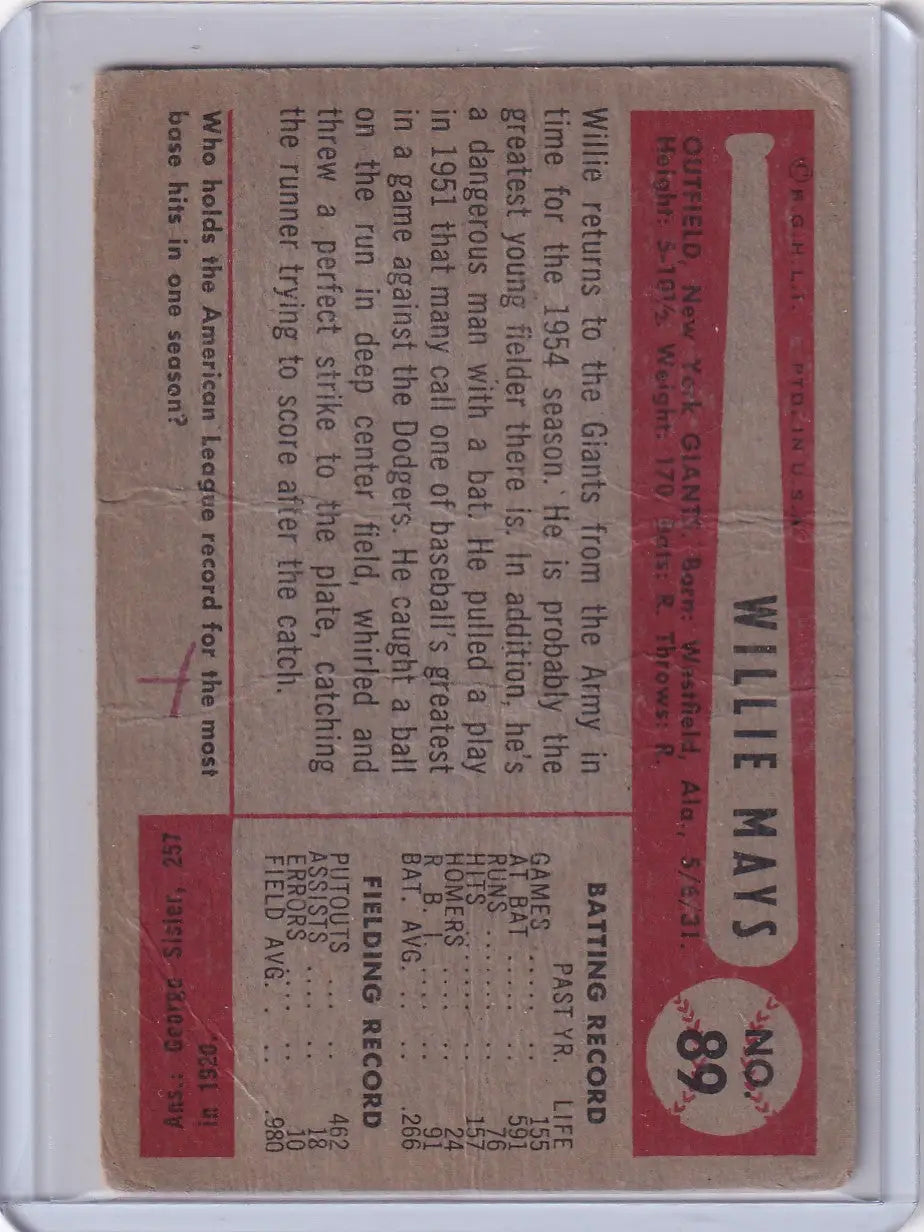 © B.G.H.L.I. PTD. IN U.S.A.
WILLIE MAYS
NO.
89
OUTFIELD, New York GIANTS. Born: Westfield, Ala., 5/6/31.
Height: 5-10½ Weight: 170 Bats: R. Throws: R.
Willie returns to the Giants from the Army in
time for the 1954 season. He is probably the
greatest young fielder there is. In addition, he's
a dangerous man with a bat. He pulled a play
in 1951 that many call one of baseball's greatest
in a game against the Dodgers. He caught a ball
on the run in deep center field, whirled and
threw a perfect strike to the plate, catching
the runner trying to score after the catch.
BATTING RECORD
PAST YR. LIFE
GAMES ..... .. 155
AT BAT ..... .. 591
RUNS ...... .. 76
HITS ...... .. 157
HOMERS ..... .. 24
R. B. I. .... .. 91
BAT. AVG. .. .. .266
FIELDING RECORD
PUTOUTS .... .. 462
ASSISTS .... .. 18
ERRORS .... .. 10
FIELD AVG. .. .. .980
Who holds the American League record for the most
base hits in one season?
Ans.: George Sisler, 257
in 1920.